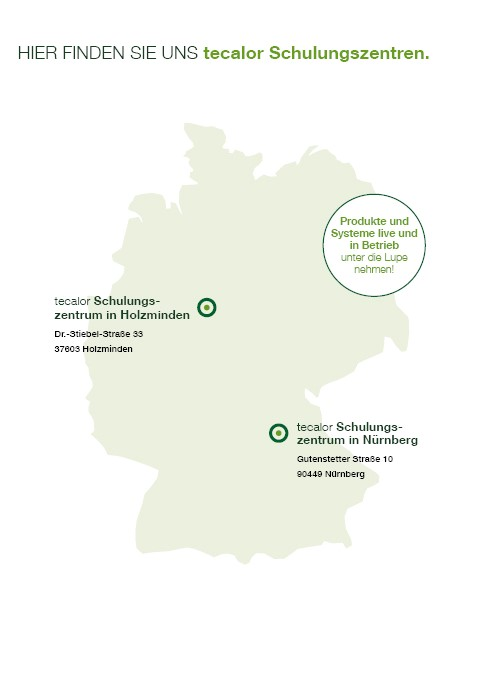 HIER FINDEN SIE UNS tecalor Schulungszentren.
Produkte und
Systeme live und
in Betrieb
unter die Lupe
nehmen!
tecalor Schulungs-
zentrum in Holzminden
Dr.-Stiebel-Straße 33
37603 Holzminden
tecalor Schulungs-
zentrum in Nürnberg
Gutenstetter Straße 10
90449 Nürnberg